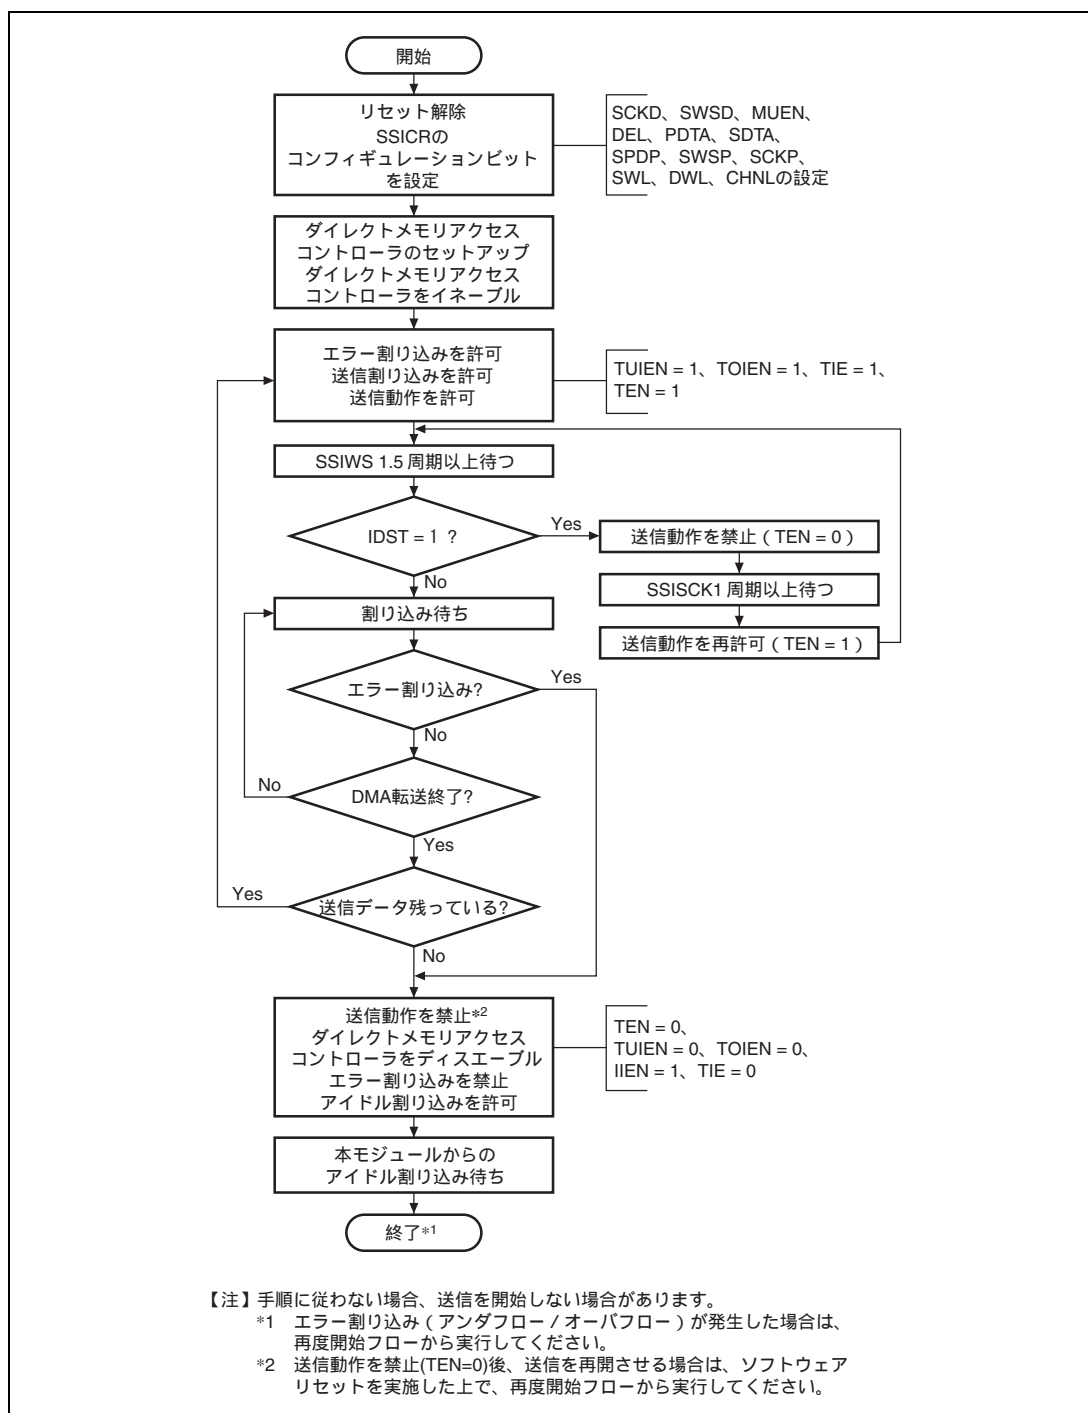 開始
リセット解除
SSICRの
コンフィギュレーションビット
を設定
SCKD、SWSD、MUEN、
DEL、PDTA、SDTA、
SPDP、SWSP、SCKP、
SWL、DWL、CHNLの設定
ダイレクトメモリアクセス
コントローラのセットアップ
ダイレクトメモリアクセス
コントローラをイネーブル
エラー割り込みを許可
送信割り込みを許可
送信動作を許可
TUIEN = 1、TOIEN = 1、TIE = 1、
TEN = 1
SSIWS 1.5 周期以上待つ
IDST = 1 ?
Yes
送信動作を禁止 ( TEN = 0 )
No
SSISCK1 周期以上待つ
割り込み待ち
送信動作を再許可 ( TEN = 1 )
エラー割り込み?
Yes
No
DMA転送終了?
No
Yes
送信データ残っている?
Yes
No
送信動作を禁止*2
ダイレクトメモリアクセス
コントローラをディスエーブル
エラー割り込みを禁止
アイドル割り込みを許可
TEN = 0、
TUIEN = 0、TOIEN = 0、
IIEN = 1、TIE = 0
本モジュールからの
アイドル割り込み待ち
終了*1
【注】手順に従わない場合、送信を開始しない場合があります。
*1 エラー割り込み ( アンダフロー / オーバフロー ) が発生した場合は、
再度開始フローから実行してください。
*2 送信動作を禁止(TEN=0)後、送信を再開させる場合は、ソフトウェア
リセットを実施した上で、再度開始フローから実行してください。